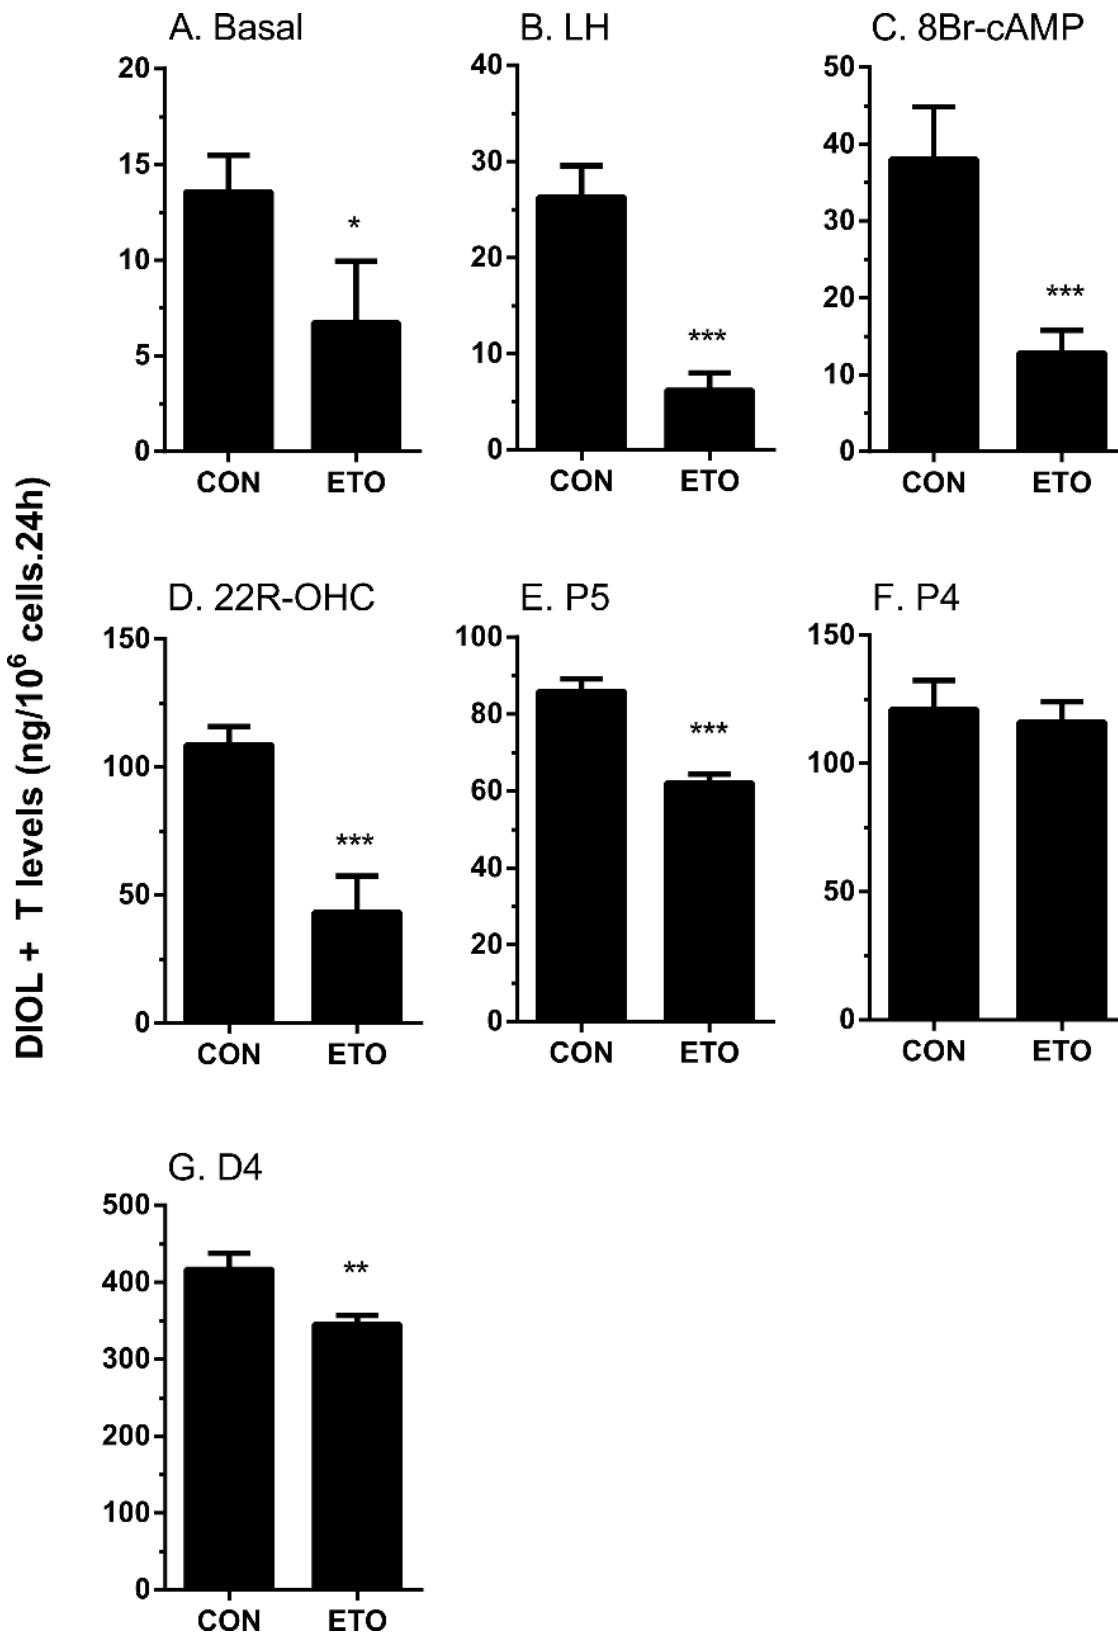 A. Basal
20
15
10
5
0
*
CON ETO
B. LH
40
30
20
10
0
***
CON ETO
C. 8Br-cAMP
50
40
30
20
10
0
***
CON ETO
DIOL + T levels (ng/10⁶ cells.24h)
D. 22R-OHC
150
100
50
0
***
CON ETO
E. P5
100
80
60
40
20
0
***
CON ETO
F. P4
150
100
50
0
CON ETO
G. D4
500
400
300
200
100
0
**
CON ETO